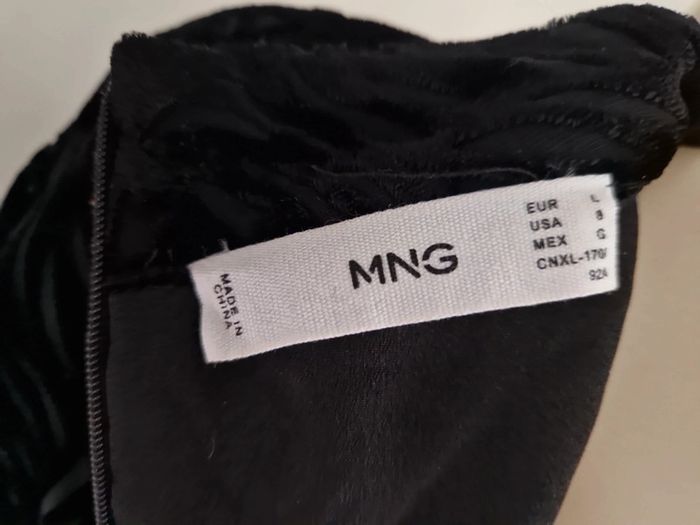 MADE IN
CHINA
MNG
EUR L
USA 8
MEX G
CNXL-170/
92A